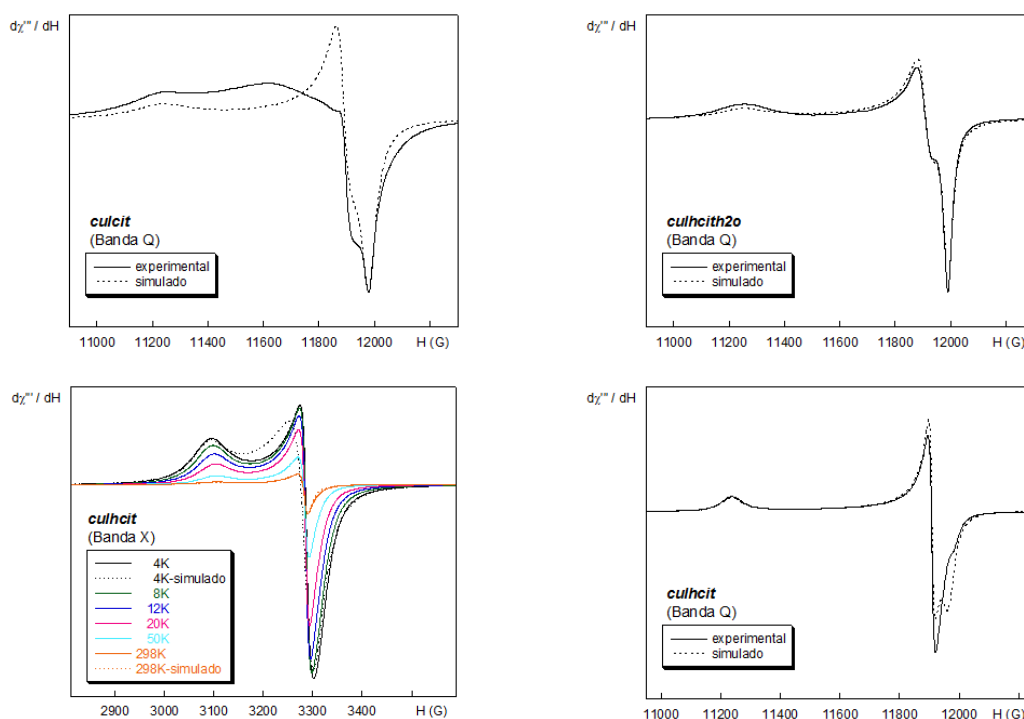 dχ''' / dH
culcit
(Banda Q)
experimental
simulado
11000 11200 11400 11600 11800 12000 H (G)
dχ''' / dH
culhcith2o
(Banda Q)
experimental
simulado
11000 11200 11400 11600 11800 12000 H (G)
dχ''' / dH
culhcit
(Banda X)
4K
4K-simulado
8K
12K
20K
50K
298K
298K-simulado
2900 3000 3100 3200 3300 3400 H (G)
dχ''' / dH
culhcit
(Banda Q)
experimental
simulado
11000 11200 11400 11600 11800 12000 H (G)